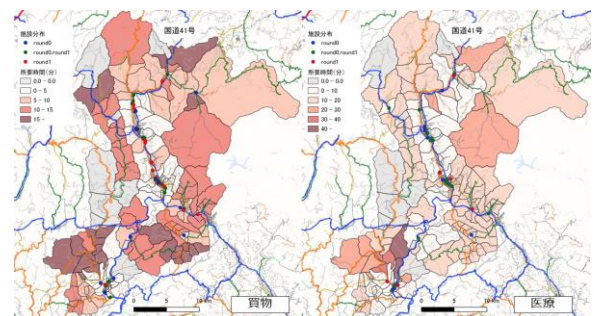 国道41号
施設分布
round0
round0,round1
round1
所要時間(分)
0.0 - 0.0
0 - 5
5 - 10
10 - 15
15 -
0
5
10 km
買物
国道41号
施設分布
round0
round0,round1
round1
所要時間(分)
0.0 - 0.0
0 - 10
10 - 20
20 - 30
30 - 40
40 -
0
5
10 km
医療